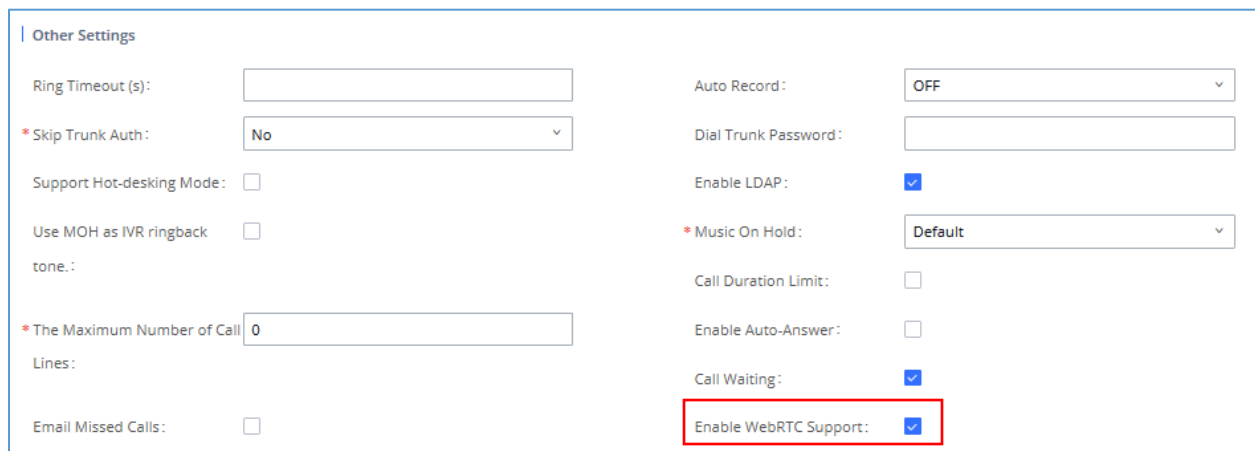 Other Settings
Ring Timeout (s):
Auto Record: OFF
* Skip Trunk Auth: No
Dial Trunk Password:
Support Hot-desking Mode:
Enable LDAP:
Use MOH as IVR ringback
tone.:
* Music On Hold: Default
Call Duration Limit:
* The Maximum Number of Call 0
Lines:
Enable Auto-Answer:
Call Waiting:
Email Missed Calls:
Enable WebRTC Support: